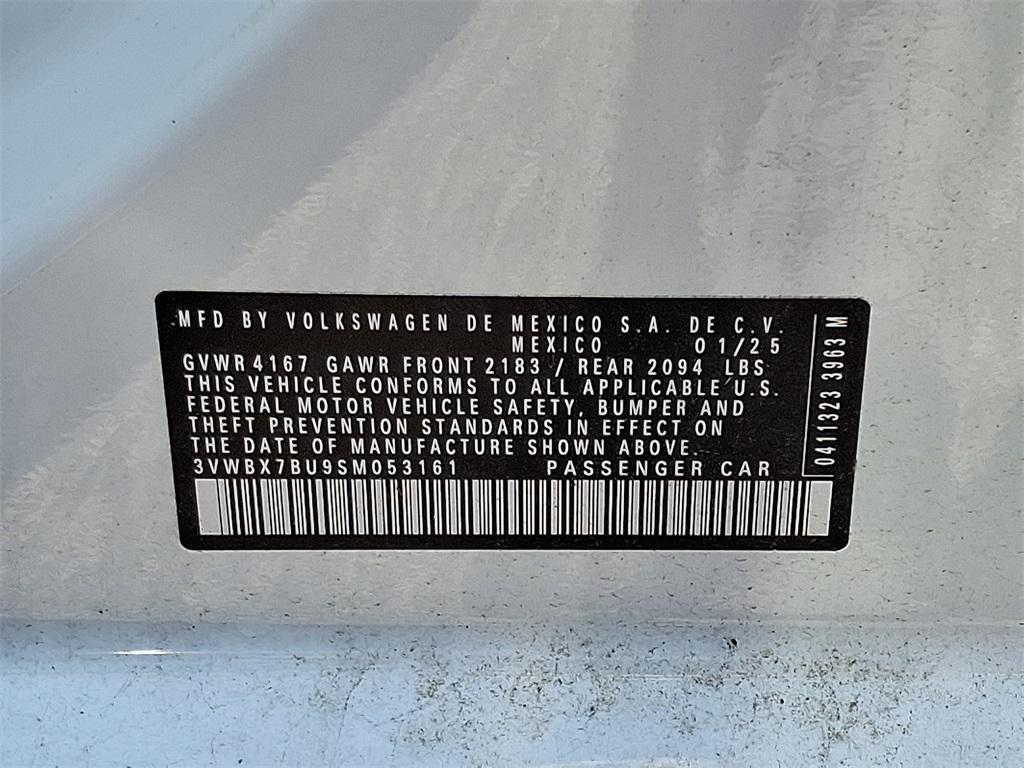 MFD BY VOLKSWAGEN DE MEXICO S.A. DE C.V.
MEXICO 01/25
GVWR 4167 GAWR FRONT 2183 / REAR 2094 LBS
THIS VEHICLE CONFORMS TO ALL APPLICABLE U.S.
FEDERAL MOTOR VEHICLE SAFETY, BUMPER AND
THEFT PREVENTION STANDARDS IN EFFECT ON
THE DATE OF MANUFACTURE SHOWN ABOVE.
3VWBX7BU9SM053161 PASSENGER CAR
0411323 3963 M